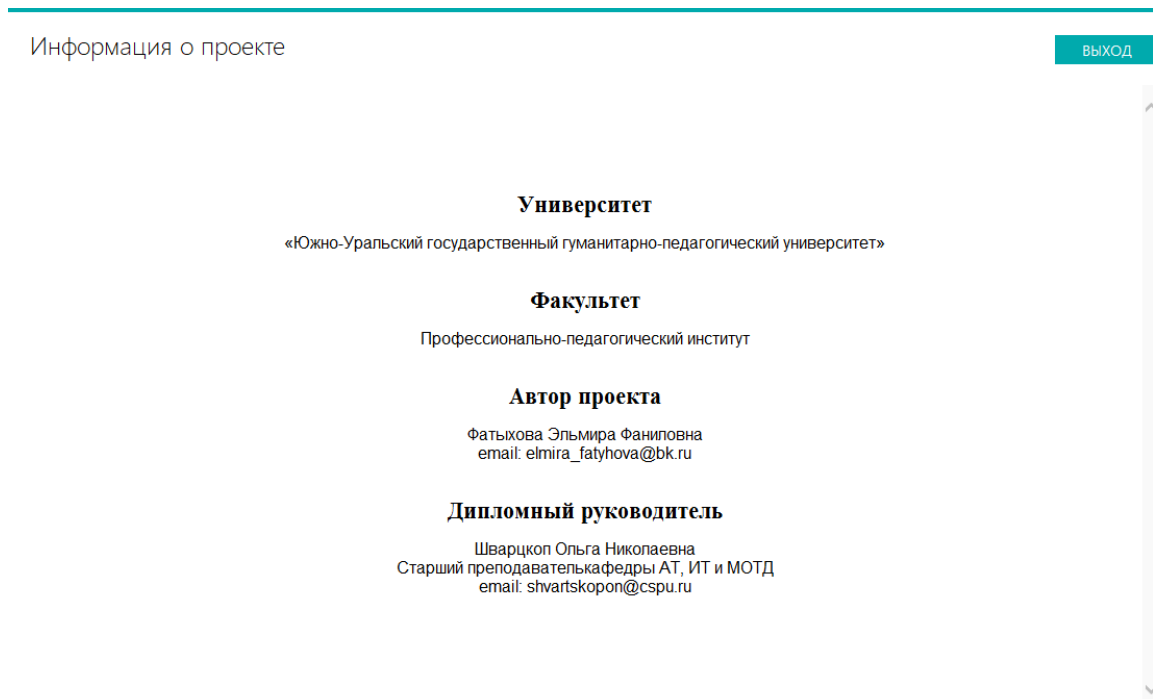 Информация о проекте
ВЫХОД
Университет
«Южно-Уральский государственный гуманитарно-педагогический университет»
Факультет
Профессионально-педагогический институт
Автор проекта
Фатыхова Эльмира Фаниловна
email: elmira_fatyhova@bk.ru
Дипломный руководитель
Шварцкоп Ольга Николаевна
Старший преподавателькафедры АТ, ИТ и МОТД
email: shvartskopon@cspu.ru